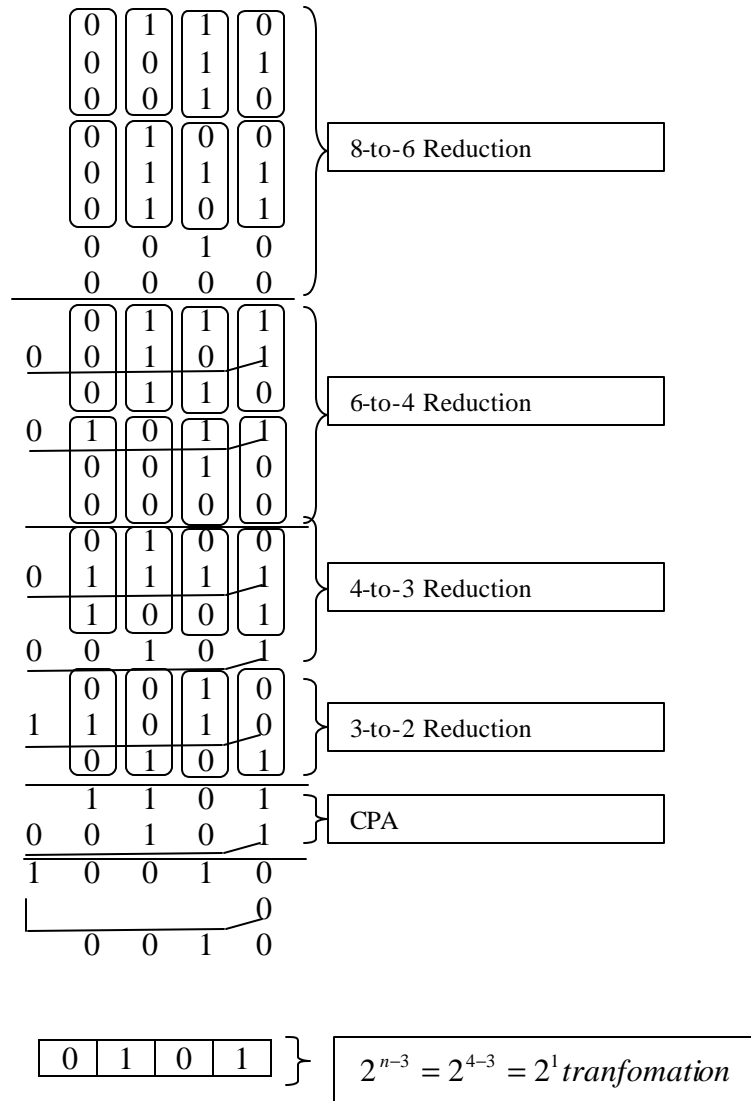 0 1 1 0
0 0 1 1
0 0 1 0
0 1 0 0
8-to-6 Reduction
0 1 1 1
0 1 0 1
0 0 1 0
0 0 0 0
0 1 1 1
0 0 1 0 1
0 1 1 0
6-to-4 Reduction
0 1 0 1 1
0 0 1 0
0 0 0 0
0 1 0 0
0 1 1 1 1
4-to-3 Reduction
1 0 0 1
0 0 1 0 1
0 0 1 0
1 1 0 1 0
3-to-2 Reduction
0 1 0 1
1 1 0 1
CPA
0 0 1 0 1
1 0 0 1 0
0
0 0 1 0
0 1 0 1
2^{n-3} = 2^{4-3} = 2^1 tranfomation